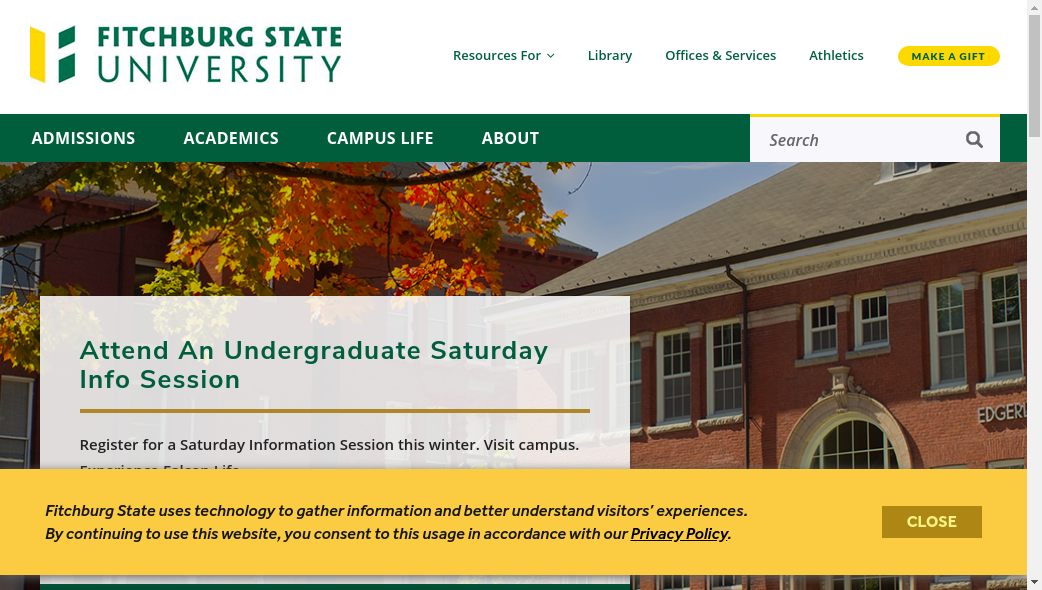 FITCHBURG STATE
UNIVERSITY
Resources For
Library
Offices & Services
Athletics
MAKE A GIFT
ADMISSIONS
ACADEMICS
CAMPUS LIFE
ABOUT
Search
Attend An Undergraduate Saturday
Info Session
Register for a Saturday Information Session this winter. Visit campus.
Experience Falcon Life.
Fitchburg State uses technology to gather information and better understand visitors’ experiences.
By continuing to use this website, you consent to this usage in accordance with our Privacy Policy.
CLOSE